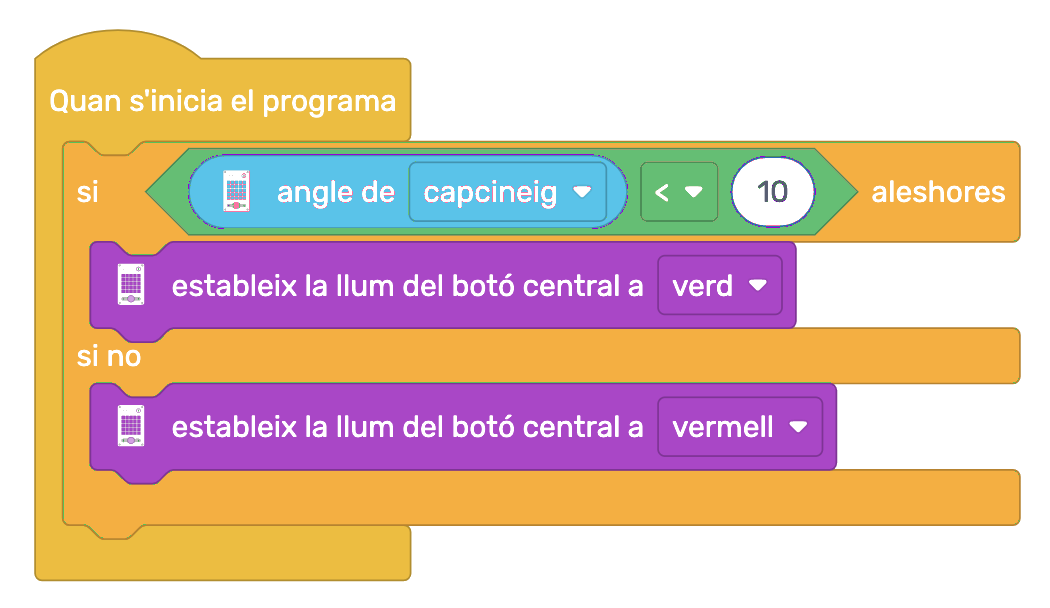 Quan s'inicia el programa
si angle de capcineig < 10 aleshores
estableix la llum del botó central a verd
si no
estableix la llum del botó central a vermell